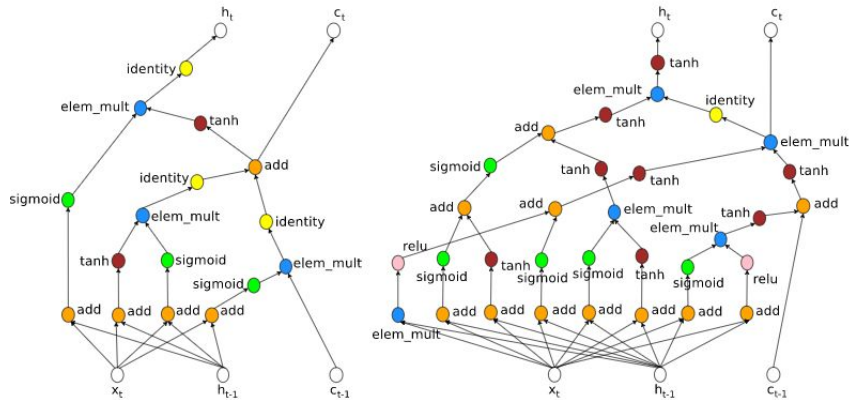 h_t c_t h_t c_t
identity tanh
elem_mult elem_mult identity
tanh tanh
add add elem_mult
sigmoid tanh
identity tanh tanh
sigmoid
elem_mult identity add add elem_mult tanh add
elem_mult
relu
tanh sigmoid elem_mult sigmoid tanh sigmoid sigmoid tanh sigmoid relu
sigmoid
add add add add add add add add add add
elem_mult
x_t h_t-1 c_t-1 x_t h_t-1 c_t-1